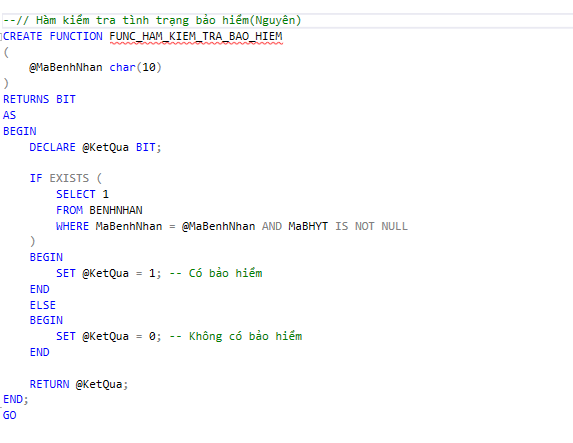 --// Hàm kiểm tra tình trạng bảo hiểm(Nguyên)
CREATE FUNCTION FUNC_HAM_KIEM_TRA_BAO_HIEM
(
    @MaBenhNhan char(10)
)
RETURNS BIT
AS
BEGIN
    DECLARE @KetQua BIT;

    IF EXISTS (
        SELECT 1
        FROM BENHNHAN
        WHERE MaBenhNhan = @MaBenhNhan AND MaBHYT IS NOT NULL
    )
    BEGIN
        SET @KetQua = 1; -- Có bảo hiểm
    END
    ELSE
    BEGIN
        SET @KetQua = 0; -- Không có bảo hiểm
    END

    RETURN @KetQua;
END;
GO